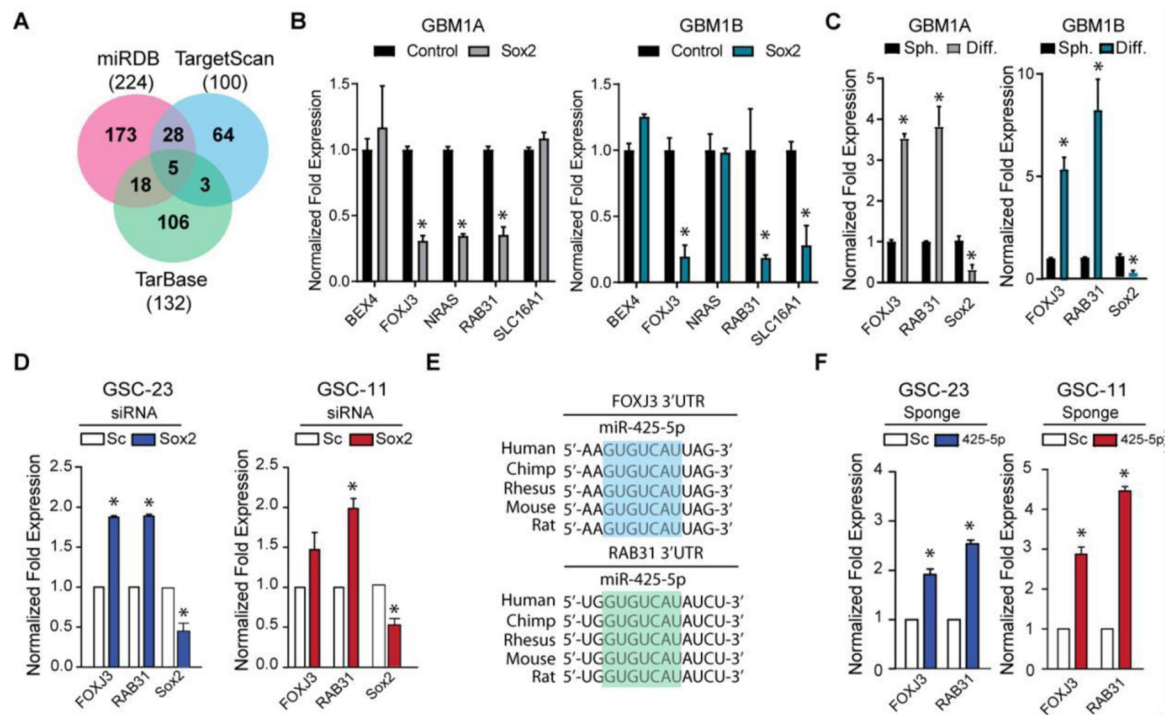 A
miRDB
(224)
TargetScan
(100)
173
28
64
5
18
3
106
TarBase
(132)
B
GBM1A
Control
Sox2
Normalized Fold Expression
1.5
1.0
0.5
0.0
*
*
*
BEX4
FOXJ3
NRAS
RAB31
SLC16A1
GBM1B
Control
Sox2
Normalized Fold Expression
1.5
1.0
0.5
0.0
*
*
*
BEX4
FOXJ3
NRAS
RAB31
SLC16A1
C
GBM1A
Sph.
Diff.
Normalized Fold Expression
5
4
3
2
1
0
*
*
*
FOXJ3
RAB31
Sox2
GBM1B
Sph.
Diff.
10
5
0
*
*
*
FOXJ3
RAB31
Sox2
D
GSC-23
siRNA
Sc
Sox2
Normalized Fold Expression
2.5
2.0
1.5
1.0
0.5
0.0
*
*
*
FOXJ3
RAB31
Sox2
GSC-11
siRNA
Sc
Sox2
2.5
2.0
1.5
1.0
0.5
0.0
*
*
FOXJ3
RAB31
Sox2
E
FOXJ3 3'UTR
miR-425-5p
Human 5'-AAGUGUCAUUAG-3'
Chimp 5'-AAGUGUCAUUAG-3'
Rhesus 5'-AAGUGUCAUUAG-3'
Mouse 5'-AAGUGUCAUUAG-3'
Rat 5'-AAGUGUCAUUAG-3'
RAB31 3'UTR
miR-425-5p
Human 5'-UGGUGUCAUAUCU-3'
Chimp 5'-UGGUGUCAUAUCU-3'
Rhesus 5'-UGGUGUCAUAUCU-3'
Mouse 5'-UGGUGUCAUAUCU-3'
Rat 5'-UGGUGUCAUAUCU-3'
F
GSC-23
Sponge
Sc
425-5p
Normalized Fold Expression
4
3
2
1
0
*
*
FOXJ3
RAB31
GSC-11
Sponge
Sc
425-5p
5
4
3
2
1
0
*
*
FOXJ3
RAB31